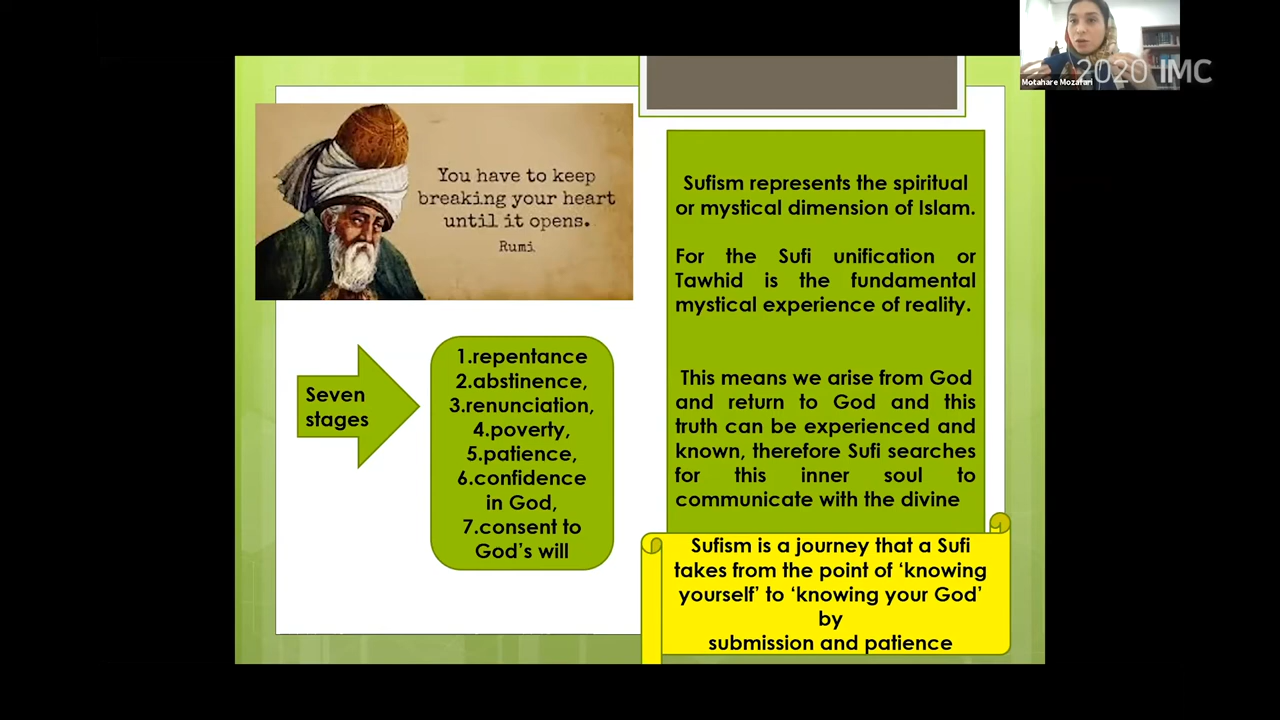 2020 IMC
Motahare Mozafari
You have to keep
breaking your heart
until it opens.
Rumi
Sufism represents the spiritual
or mystical dimension of Islam.
For the Sufi unification or
Tawhid is the fundamental
mystical experience of reality.
This means we arise from God
and return to God and this
truth can be experienced and
known, therefore Sufi searches
for this inner soul to
communicate with the divine
Seven
stages
1.repentance
2.abstinence,
3.renunciation,
4.poverty,
5.patience,
6.confidence
in God,
7.consent to
God's will
Sufism is a journey that a Sufi
takes from the point of ‘knowing
yourself’ to ‘knowing your God’
by
submission and patience